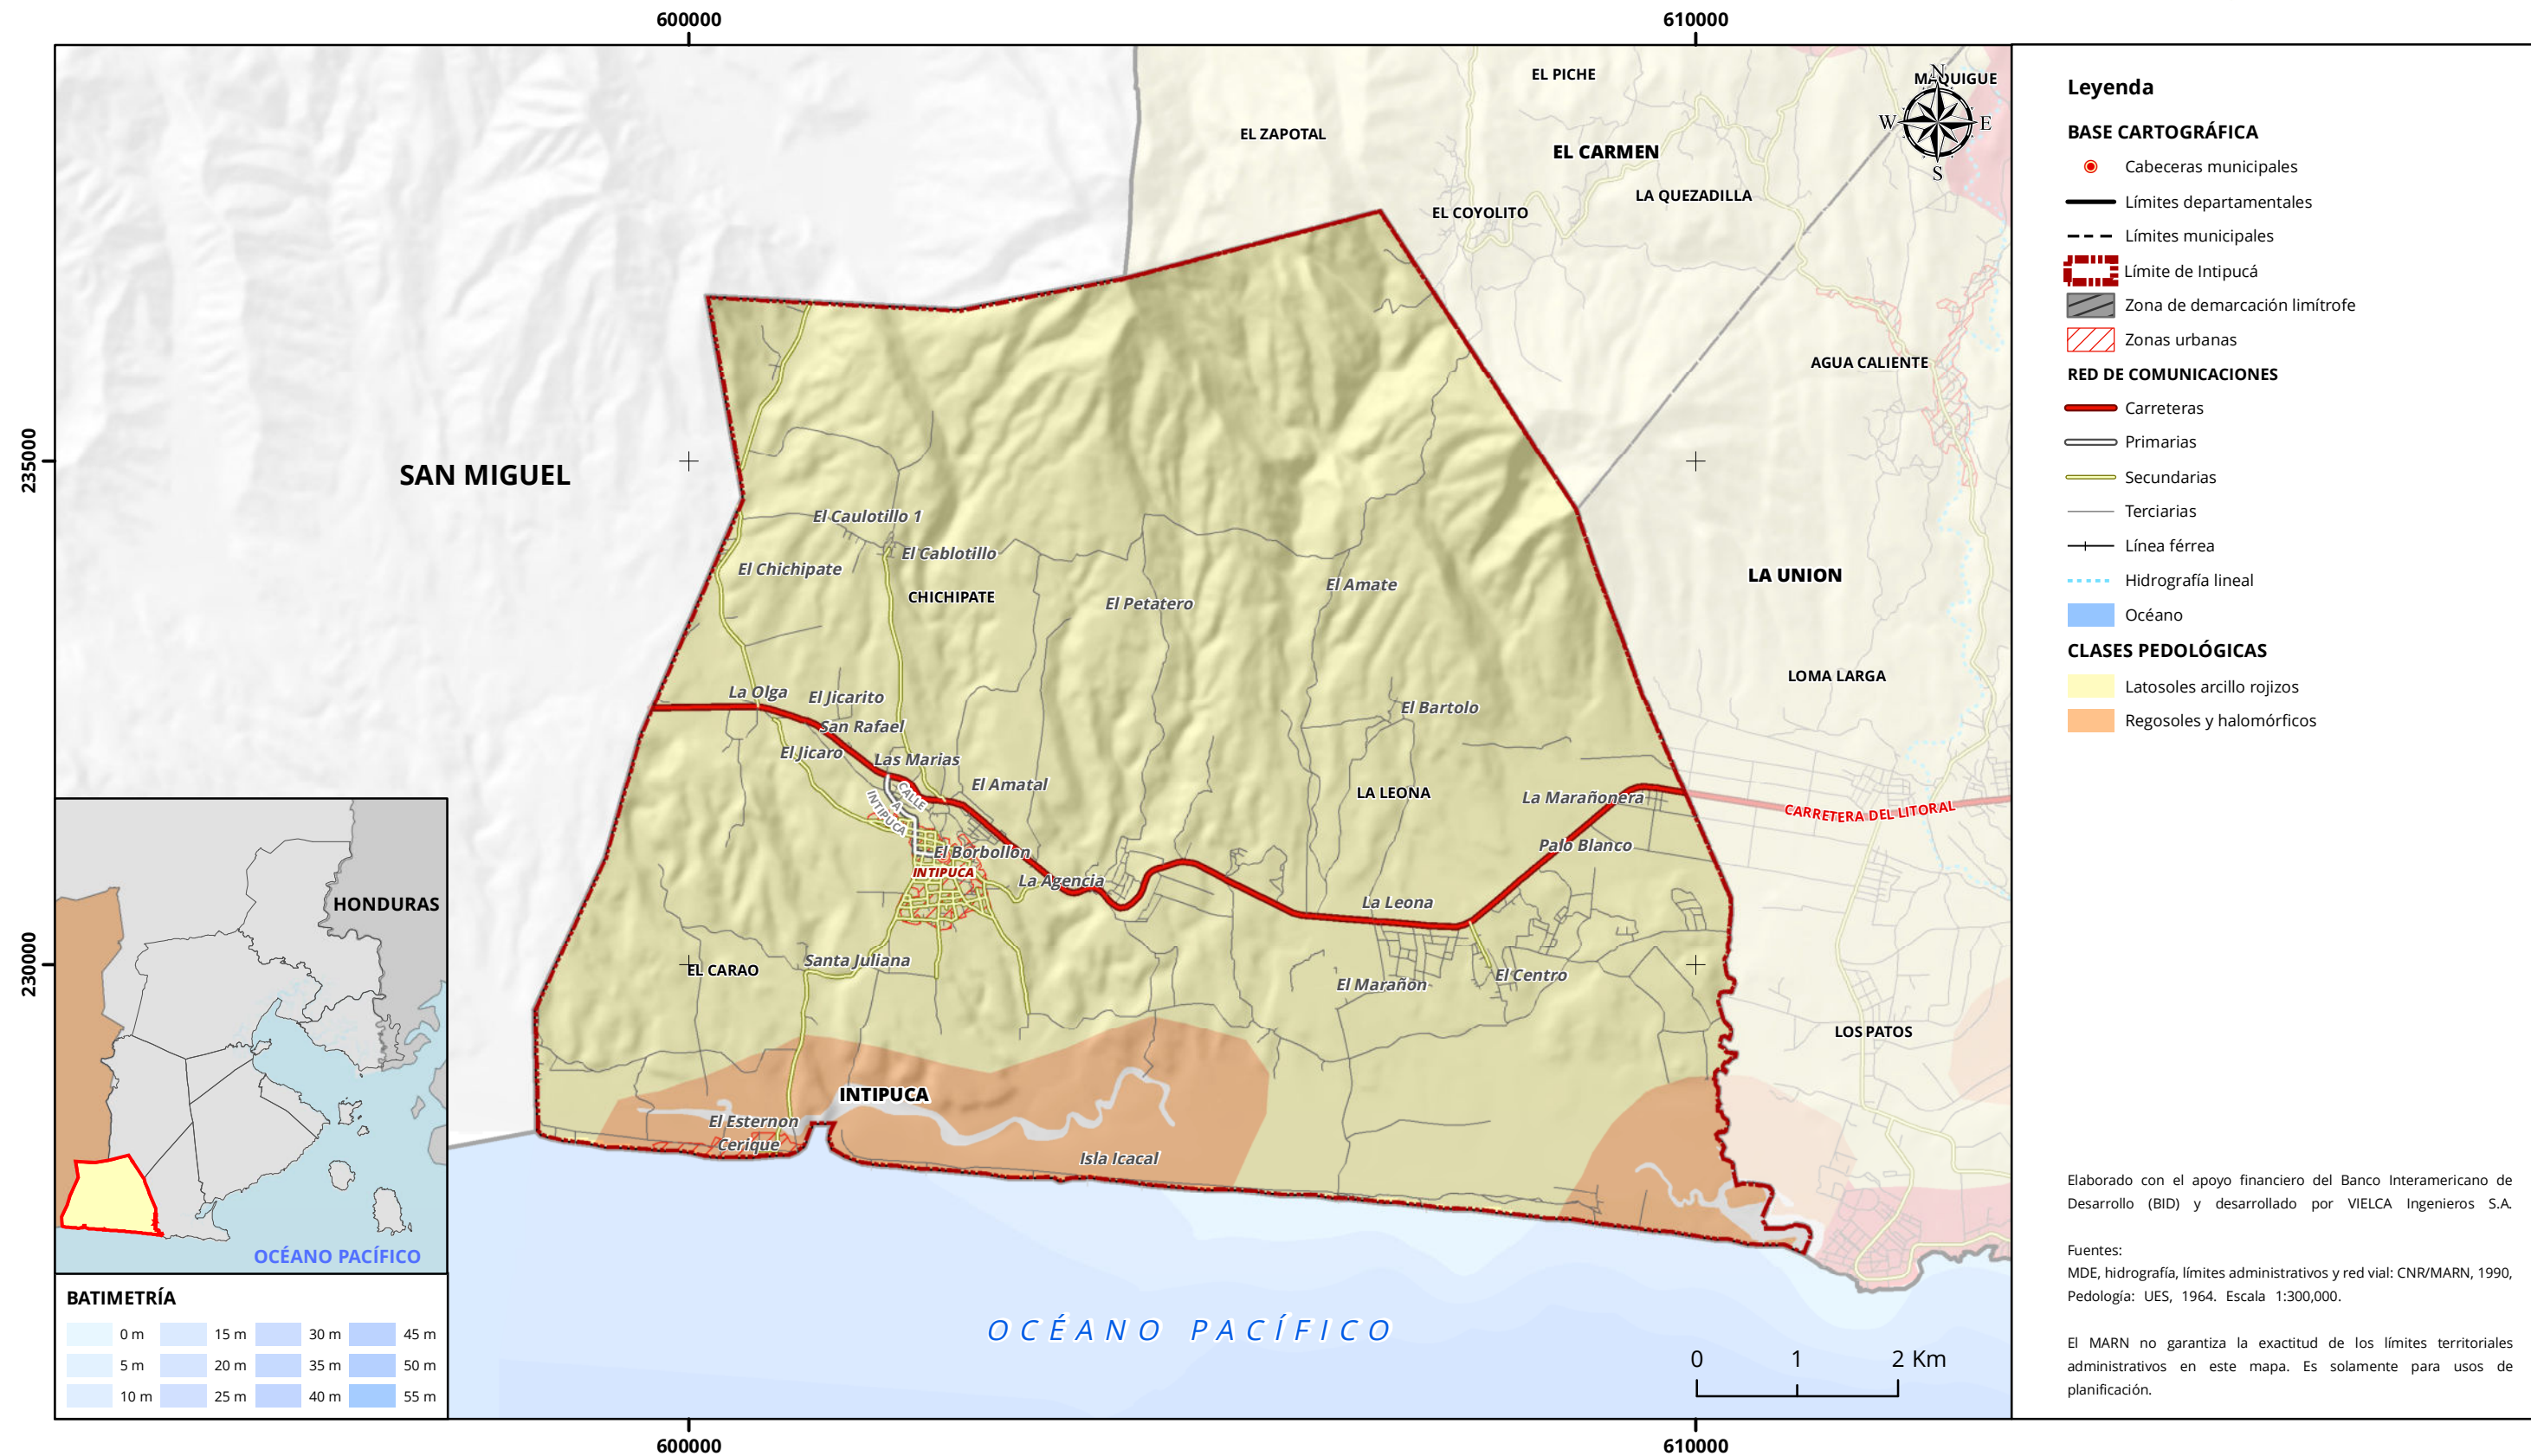 600000
610000
EL PICHE
MAQUIGUE
N
W
E
S
EL ZAPOTAL
EL CARMEN
LA QUEZADILLA
EL COYOLITO
AGUA CALIENTE
235000
SAN MIGUEL
El Caulotillo 1
El Cablotillo
El Chichipate
CHICHIPATE
El Petatero
El Amate
LA UNION
LOMA LARGA
La Olga
El Jicarito
San Rafael
El Bartolo
El Jicaro
Las Marias
El Amatal
CALLE
A
INTIPUCA
LA LEONA
La Marañonera
CARRETERA DEL LITORAL
El Borbollon
Palo Blanco
INTIPUCA
La Agencia
La Leona
230000
EL CARAO
Santa Juliana
El Marañon
El Centro
LOS PATOS
INTIPUCA
El Esternon
Cerique
Isla Icacal
OCÉANO PACÍFICO
0 1 2 Km
600000
610000
HONDURAS
OCÉANO PACÍFICO
BATIMETRÍA
0 m 15 m 30 m 45 m
5 m 20 m 35 m 50 m
10 m 25 m 40 m 55 m
Leyenda
BASE CARTOGRÁFICA
Cabeceras municipales
Límites departamentales
Límites municipales
Límite de Intipucá
Zona de demarcación limítrofe
Zonas urbanas
RED DE COMUNICACIONES
Carreteras
Primarias
Secundarias
Terciarias
Línea férrea
Hidrografía lineal
Océano
CLASES PEDOLÓGICAS
Latosoles arcillo rojizos
Regosoles y halomórficos
Elaborado con el apoyo financiero del Banco Interamericano de
Desarrollo (BID) y desarrollado por VIELCA Ingenieros S.A.
Fuentes:
MDE, hidrografía, límites administrativos y red vial: CNR/MARN, 1990,
Pedología: UES, 1964. Escala 1:300,000.
El MARN no garantiza la exactitud de los límites territoriales
administrativos en este mapa. Es solamente para usos de
planificación.